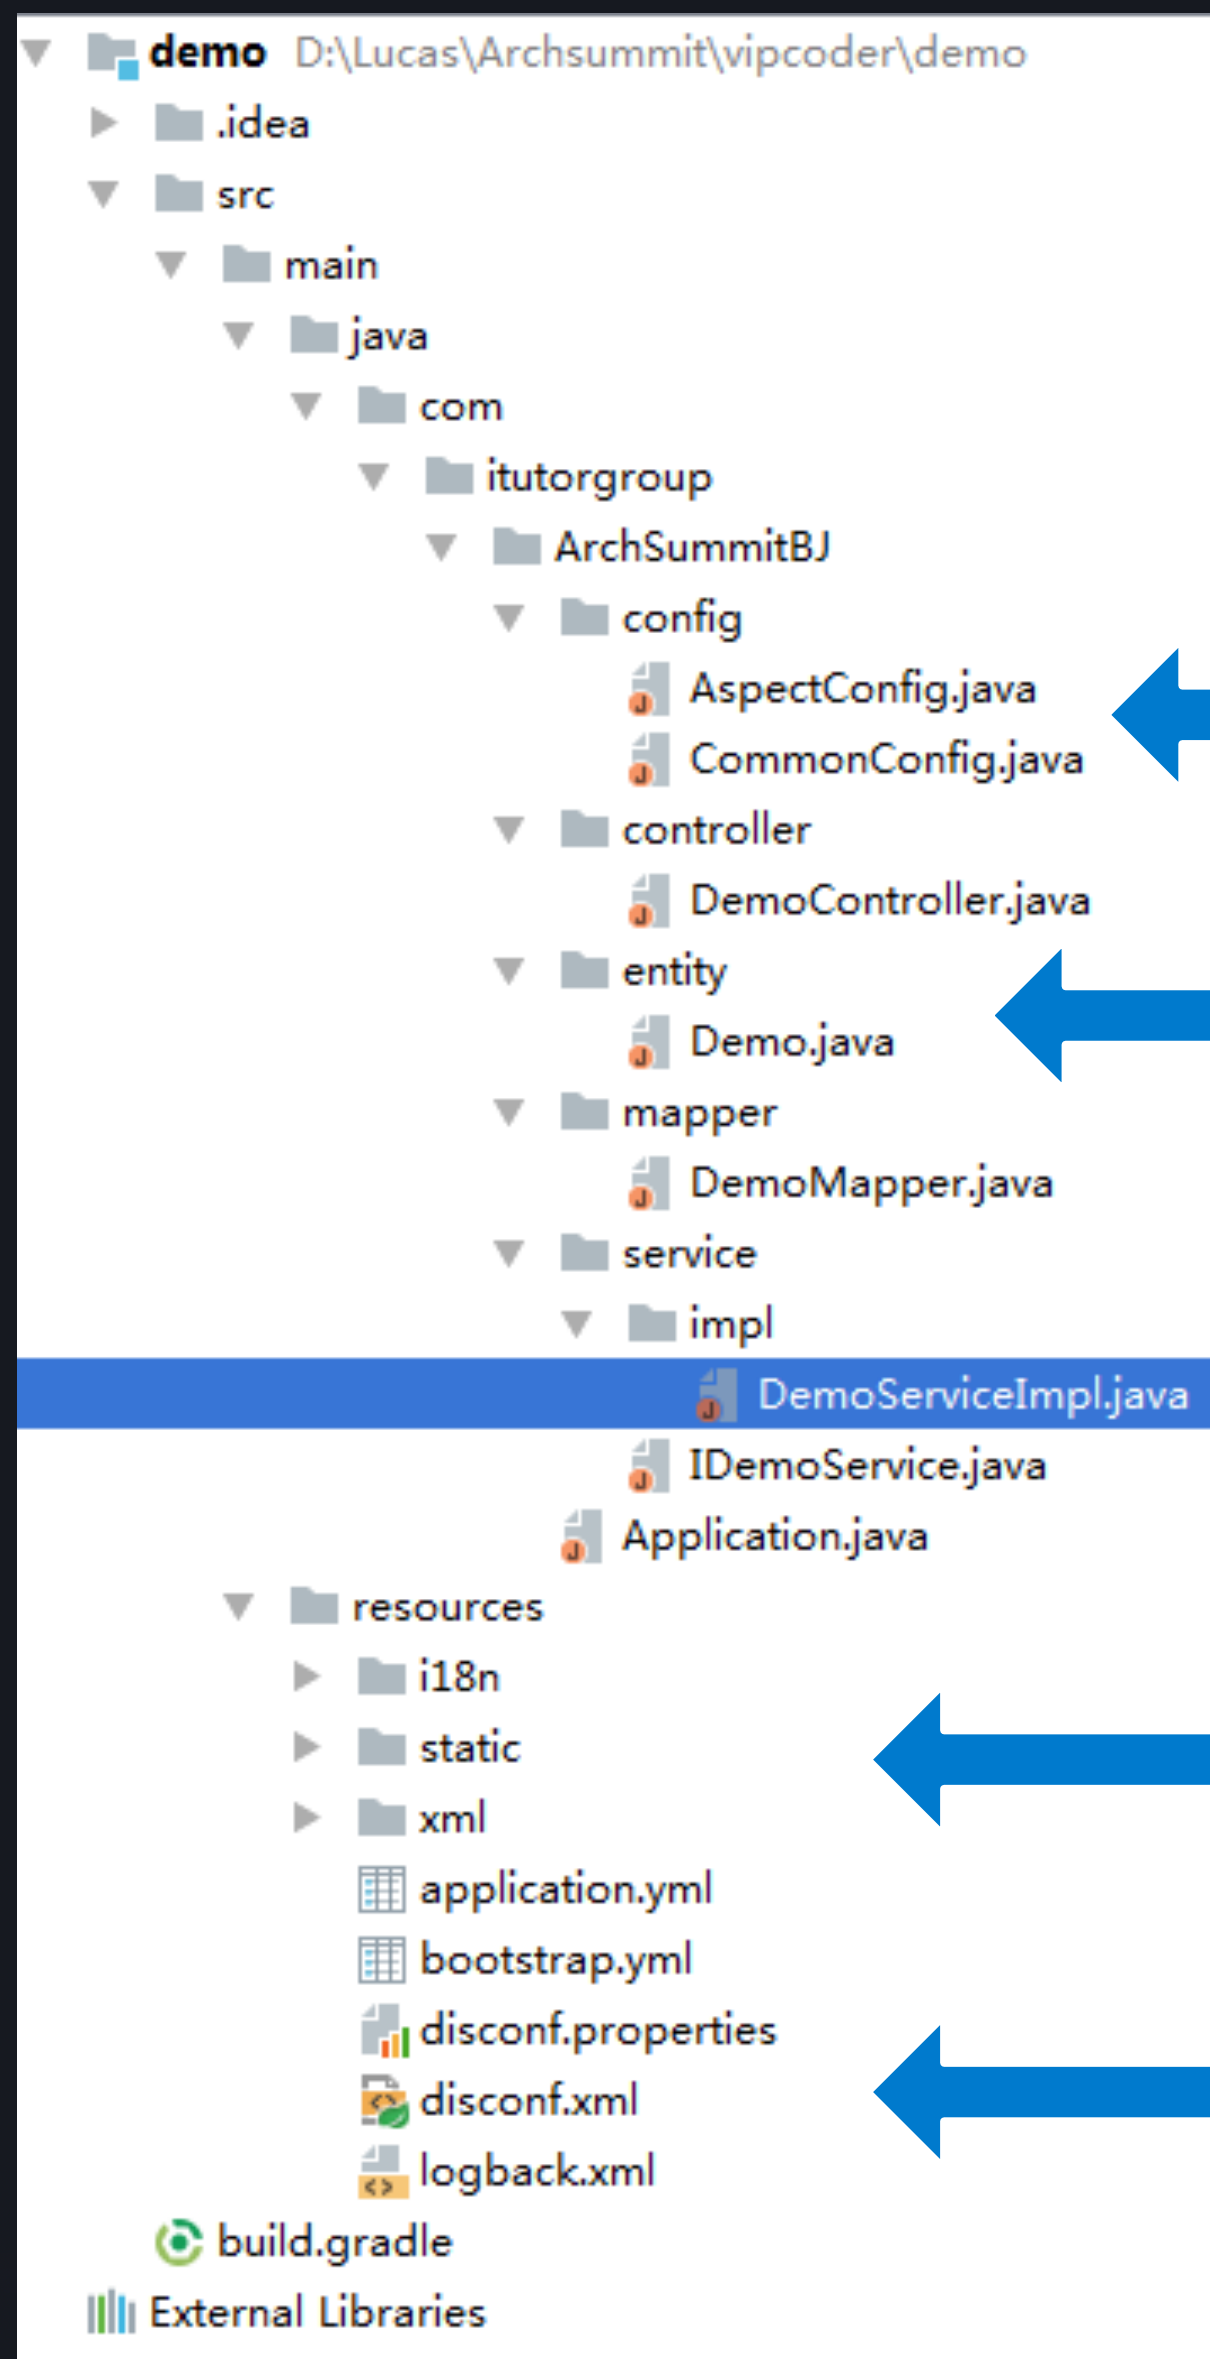 demo D:\Lucas\Archsummit\vipcoder\demo
.idea
src
main
java
com
itutorgroup
ArchSummitBJ
config
AspectConfig.java
CommonConfig.java
controller
DemoController.java
entity
Demo.java
mapper
DemoMapper.java
service
impl
DemoServiceImpl.java
IDemoService.java
Application.java
resources
i18n
static
xml
application.yml
bootstrap.yml
disconf.properties
disconf.xml
logback.xml
build.gradle
External Libraries